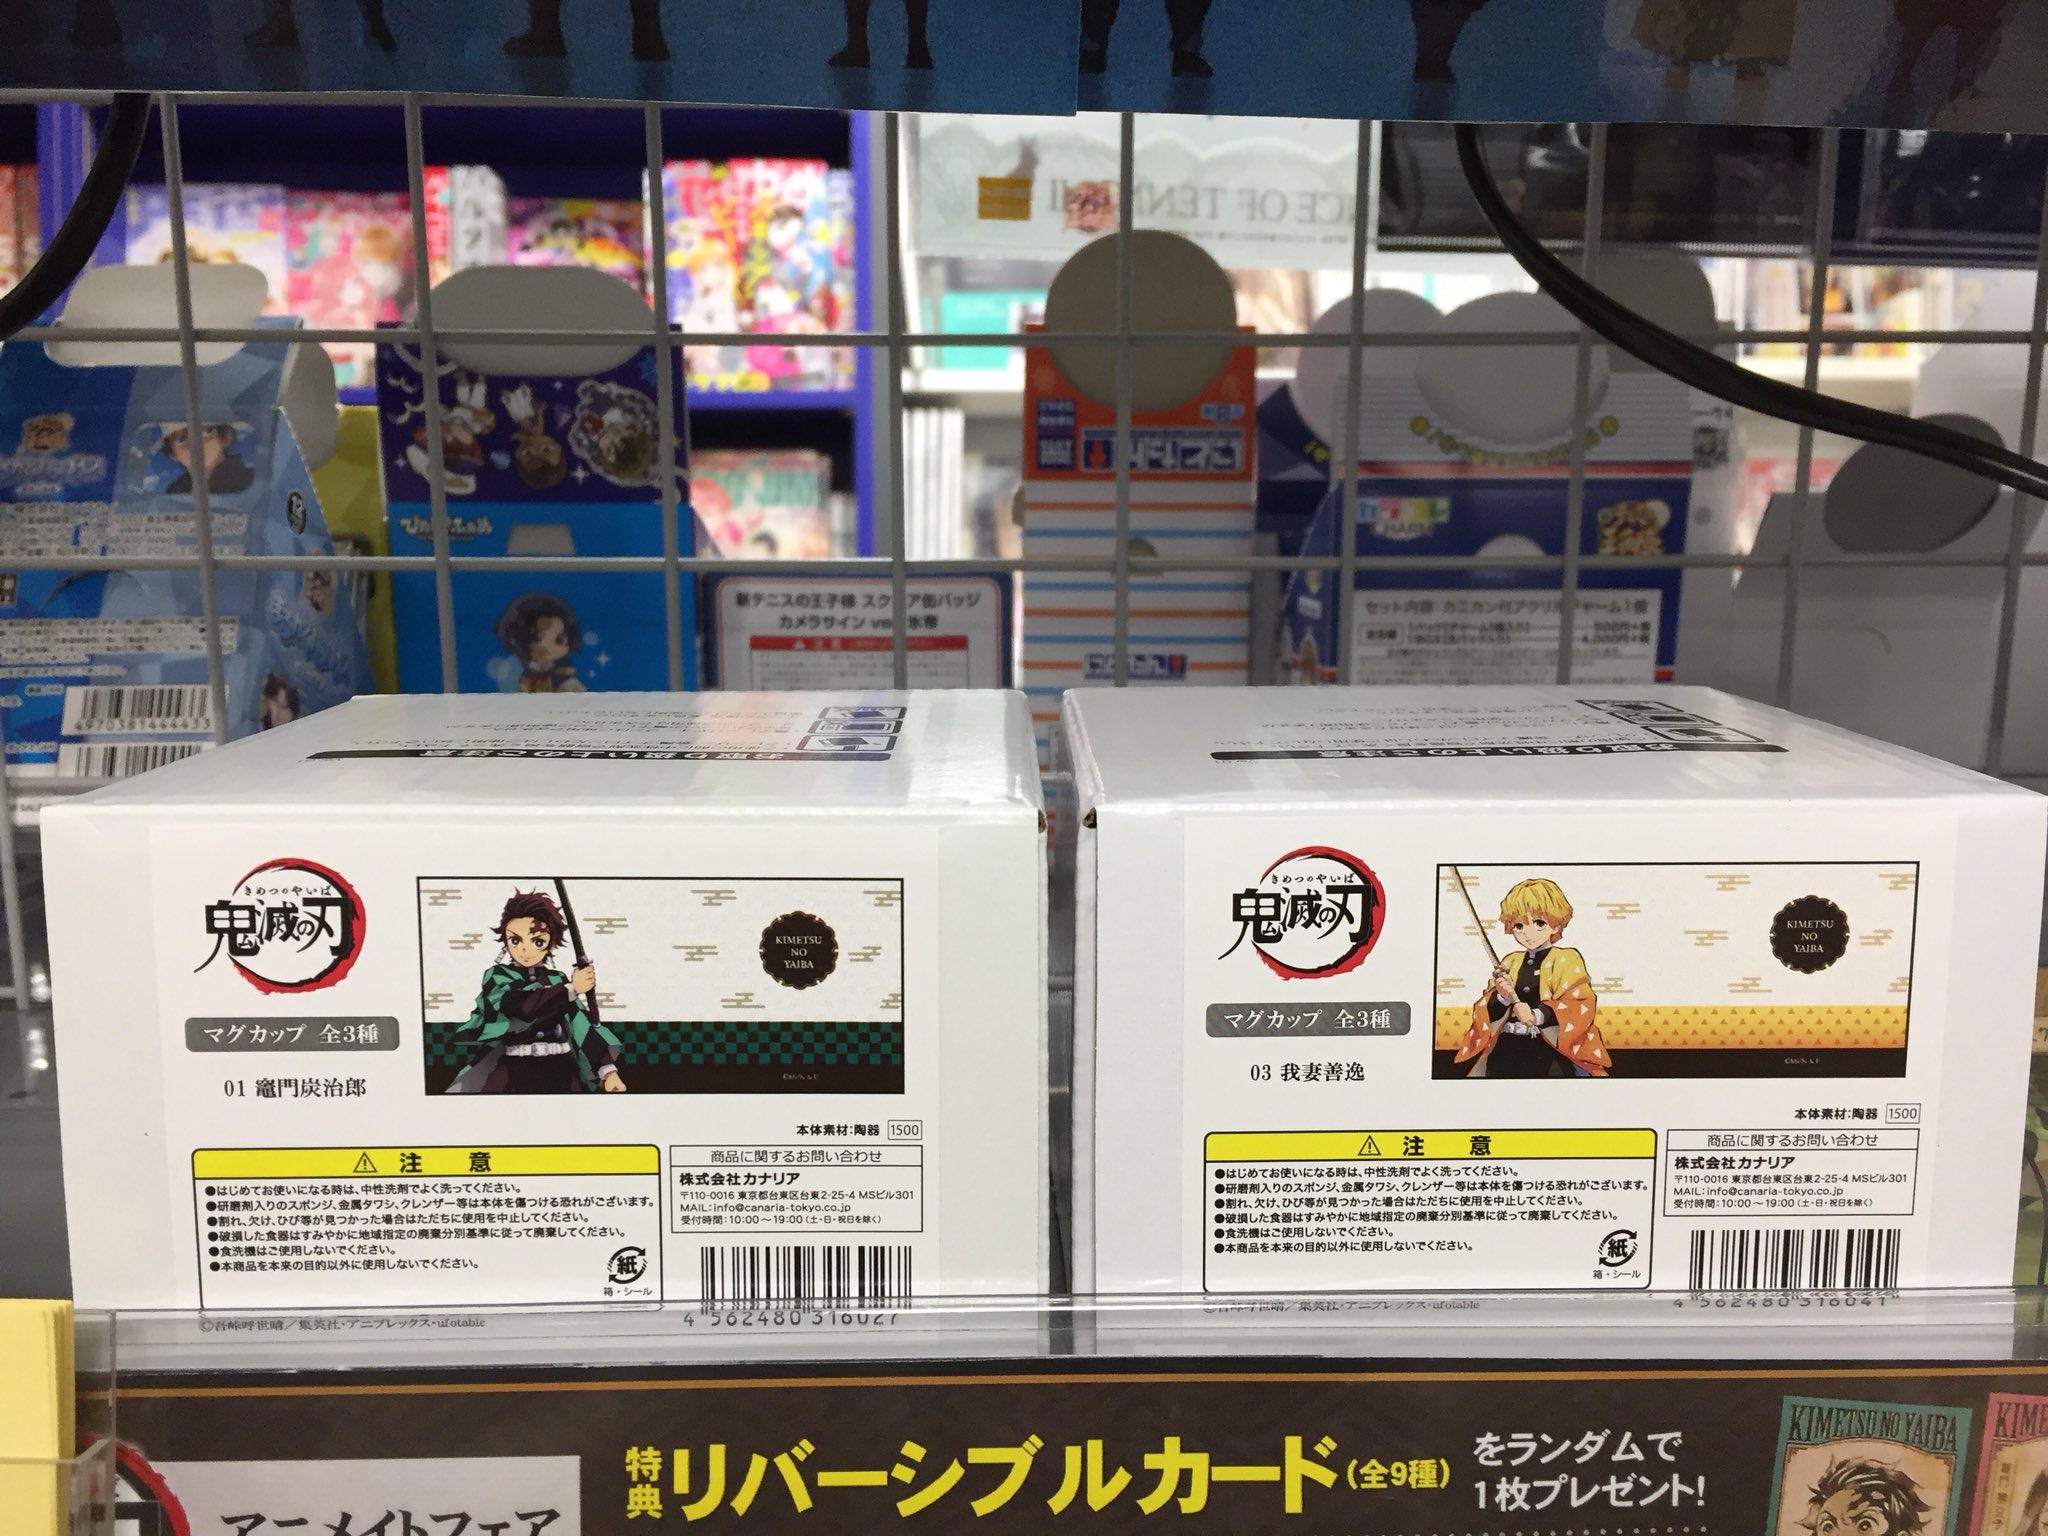 新テニスの王子様 スクエア缶バッジ
セット内容:カニカン付アクリルチャーム1個
4970381444433
お取り扱い上のご注意
お取り扱い上のご注意
きめつのやいば
鬼滅の刃
マグカップ 全3種
01 竈門炭治郎
KIMETSU
NO
YAIBA
本体素材:陶器 1500
⚠ 注 意
●はじめてお使いになる時は、中性洗剤でよく洗ってください。
●研磨剤入りのスポンジ、金属タワシ、クレンザー等は本体を傷つける恐れがございます。
●割れ、欠け、ひび等が見つかった場合はただちに使用を中止してください。
●破損した食器はすみやかに地域指定の廃棄分別基準に従って廃棄してください。
●食洗機はご使用しないでください。
●本商品を本来の目的以外に使用しないでください。
紙
箱・シール
商品に関するお問い合わせ
株式会社カナリア
〒110-0016 東京都台東区台東2-25-4 MSビル301
MAIL:info@canaria-tokyo.co.jp
受付時間:10:00〜19:00(土・日・祝日を除く)
©吾峠呼世晴/集英社・アニプレックス・ufotable
4 562480 316027
きめつのやいば
鬼滅の刃
マグカップ 全3種
03 我妻善逸
KIMETSU
NO
YAIBA
本体素材:陶器 1500
⚠ 注 意
●はじめてお使いになる時は、中性洗剤でよく洗ってください。
●研磨剤入りのスポンジ、金属タワシ、クレンザー等は本体を傷つける恐れがございます。
●割れ、欠け、ひび等が見つかった場合はただちに使用を中止してください。
●破損した食器はすみやかに地域指定の廃棄分別基準に従って廃棄してください。
●食洗機はご使用しないでください。
●本商品を本来の目的以外に使用しないでください。
紙
箱・シール
商品に関するお問い合わせ
株式会社カナリア
〒110-0016 東京都台東区台東2-25-4 MSビル301
MAIL:info@canaria-tokyo.co.jp
受付時間:10:00〜19:00(土・日・祝日を除く)
©吾峠呼世晴/集英社・アニプレックス・ufotable
4 562480 316041
アニメイトフェア
特典リバーシブルカード(全9種)
をランダムで
1枚プレゼント!
KIMETSU NO YAIBA
KIME